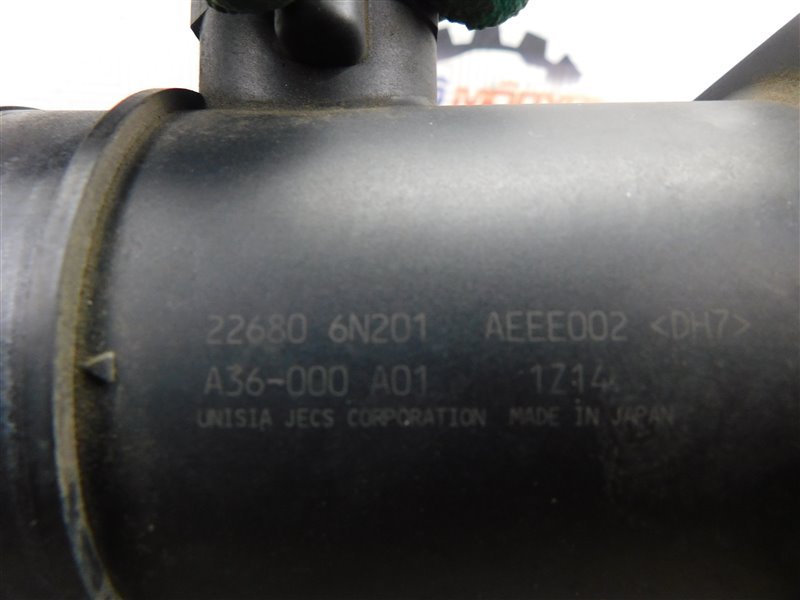 22680 6N201 AEEE002 <DH7>
A36-000 A01 1Z14
UNISIA JECS CORPORATION MADE IN JAPAN